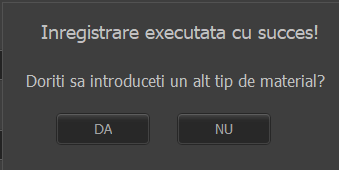 Inregistrare executata cu succes!
Doriti sa introduceti un alt tip de material?
DA NU